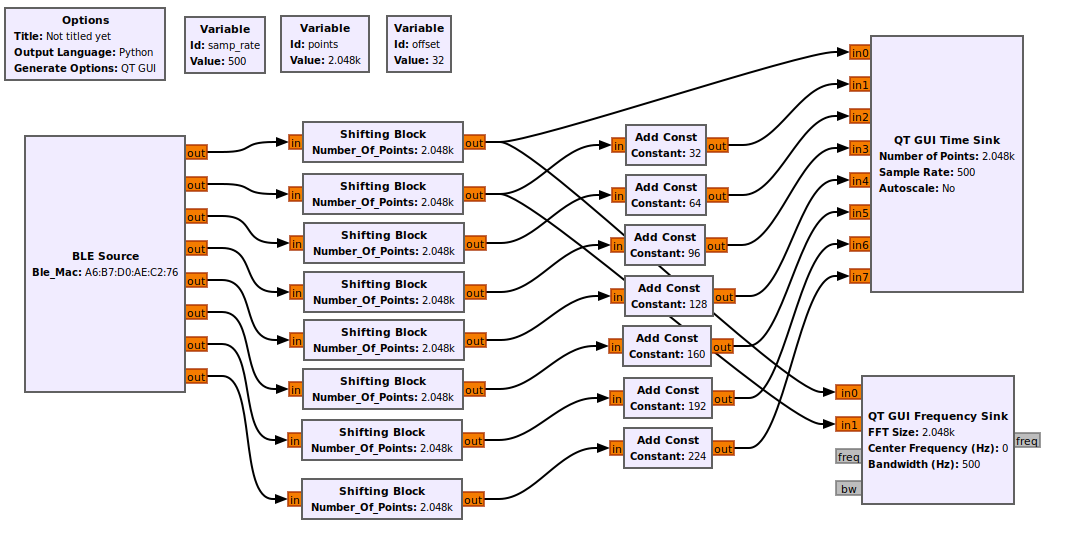 Options
Title: Not titled yet
Output Language: Python
Generate Options: QT GUI
Variable
Id: samp_rate
Value: 500
Variable
Id: points
Value: 2.048k
Variable
Id: offset
Value: 32
BLE Source
Ble_Mac: A6:B7:D0:AE:C2:76
out
out
out
out
out
out
out
out
in
Shifting Block
Number_Of_Points: 2.048k
out
in
Shifting Block
Number_Of_Points: 2.048k
out
in
Shifting Block
Number_Of_Points: 2.048k
out
in
Shifting Block
Number_Of_Points: 2.048k
out
in
Shifting Block
Number_Of_Points: 2.048k
out
in
Shifting Block
Number_Of_Points: 2.048k
out
in
Shifting Block
Number_Of_Points: 2.048k
out
in
Shifting Block
Number_Of_Points: 2.048k
out
in
Add Const
Constant: 32
out
in
Add Const
Constant: 64
out
in
Add Const
Constant: 96
out
in
Add Const
Constant: 128
out
in
Add Const
Constant: 160
out
in
Add Const
Constant: 192
out
in
Add Const
Constant: 224
out
in0
in1
in2
in3
in4
in5
in6
in7
QT GUI Time Sink
Number of Points: 2.048k
Sample Rate: 500
Autoscale: No
in0
in1
freq
bw
QT GUI Frequency Sink
FFT Size: 2.048k
Center Frequency (Hz): 0
Bandwidth (Hz): 500
freq